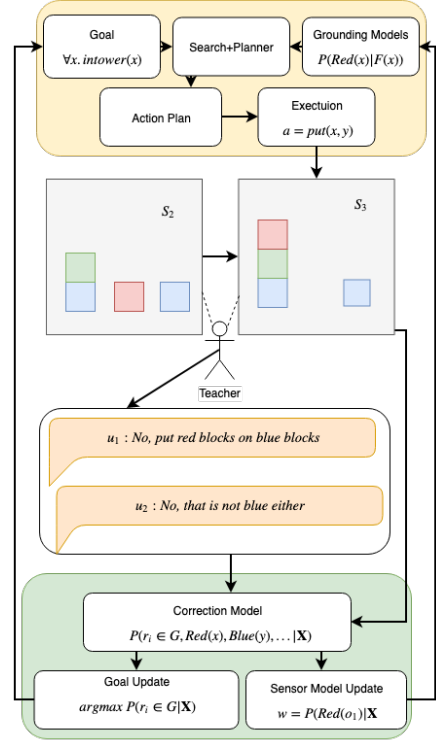 Goal
∀x. intower(x)
Search+Planner
Grounding Models
P(Red(x)|F(x))
Action Plan
Exectuion
a = put(x, y)
S₂
S₃
Teacher
u₁ : No, put red blocks on blue blocks
u₂ : No, that is not blue either
Correction Model
P(rᵢ ∈ G, Red(x), Blue(y), . . . |X)
Goal Update
argmax P(rᵢ ∈ G|X)
Sensor Model Update
w = P(Red(o₁)|X